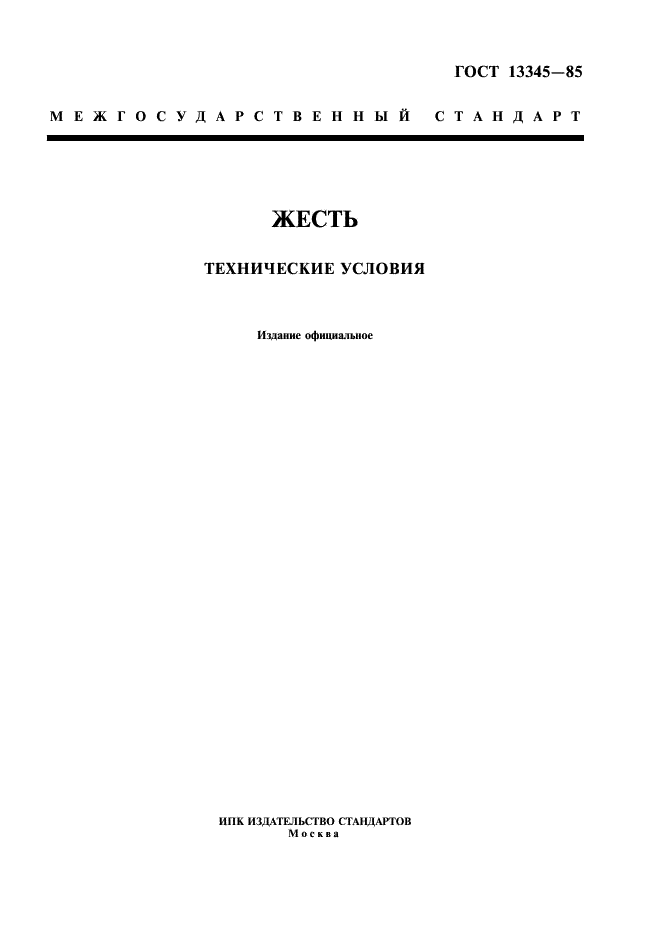 ГОСТ 13345—85
МЕЖГОСУДАРСТВЕННЫЙ СТАНДАРТ
ЖЕСТЬ
ТЕХНИЧЕСКИЕ УСЛОВИЯ
Издание официальное
ИПК ИЗДАТЕЛЬСТВО СТАНДАРТОВ
Москва